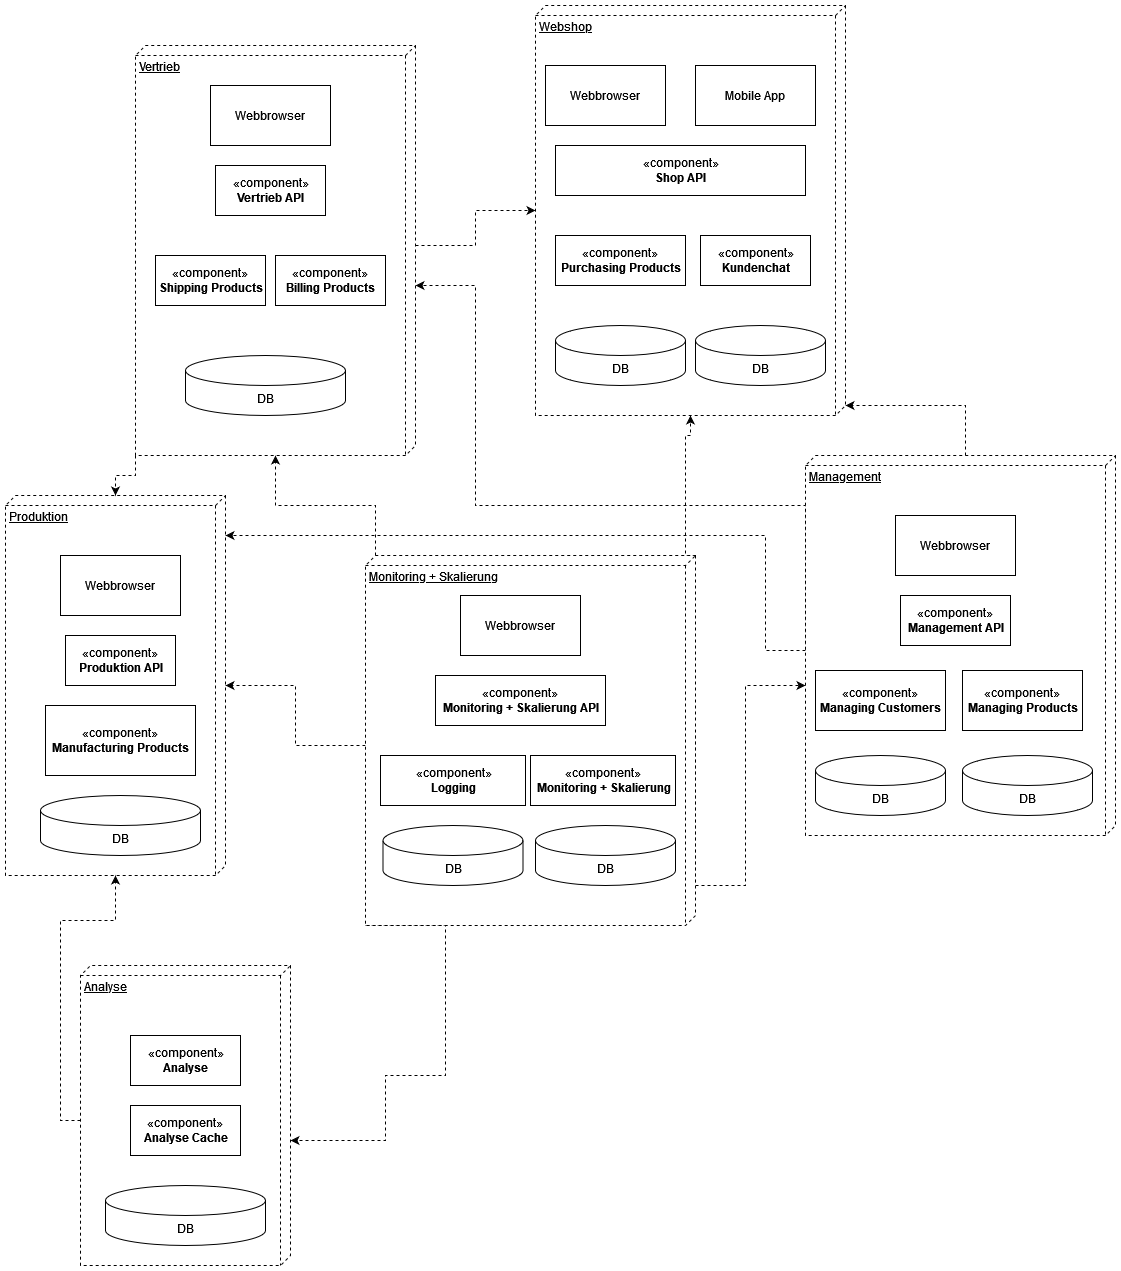 Vertrieb
Webbrowser
«component»
Vertrieb API
«component»
Shipping Products
«component»
Billing Products
DB
Webshop
Webbrowser
Mobile App
«component»
Shop API
«component»
Purchasing Products
«component»
Kundenchat
DB
DB
Produktion
Webbrowser
«component»
Produktion API
«component»
Manufacturing Products
DB
Monitoring + Skalierung
Webbrowser
«component»
Monitoring + Skalierung API
«component»
Logging
«component»
Monitoring + Skalierung
DB
DB
Management
Webbrowser
«component»
Management API
«component»
Managing Customers
«component»
Managing Products
DB
DB
Analyse
«component»
Analyse
«component»
Analyse Cache
DB